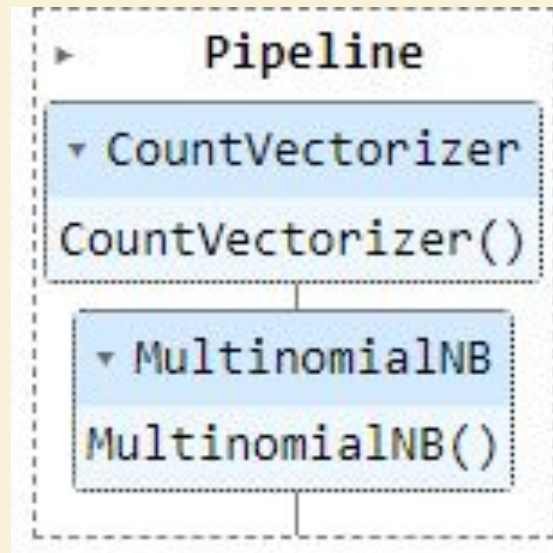 Pipeline
CountVectorizer
CountVectorizer()
MultinomialNB
MultinomialNB()